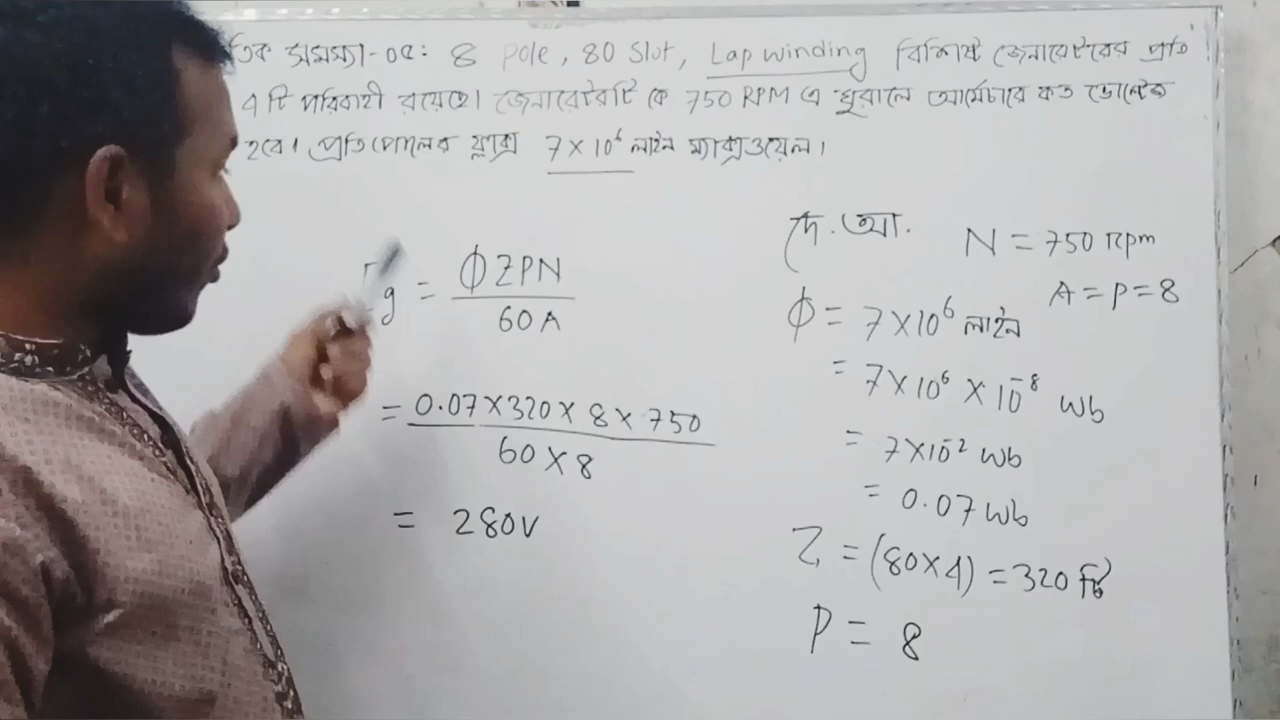 তিক সমস্যা-০৫: 8 pole, 80 Slot, Lap winding বিশিষ্ট জেনারেটরের প্রতি
4 টি পরিবাহী রয়েছে। জেনারেটরটি কে 750 RPM এ ঘুরালে আর্মেচারে কত ভোল্টেজ
হবে। প্রতি পোলের ফ্লাক্স 7×10⁶ লাইন ম্যাক্সওয়েল।
g = ΦZPN / 60A
= 0.07×320×8×750 / 60×8
= 280V
দে.আ.
N = 750 rpm
A = P = 8
Φ = 7×10⁶ লাইন
= 7×10⁶ × 10⁻⁸ Wb
= 7×10⁻² Wb
= 0.07 Wb
Z = (80×4) = 320 টি
P = 8